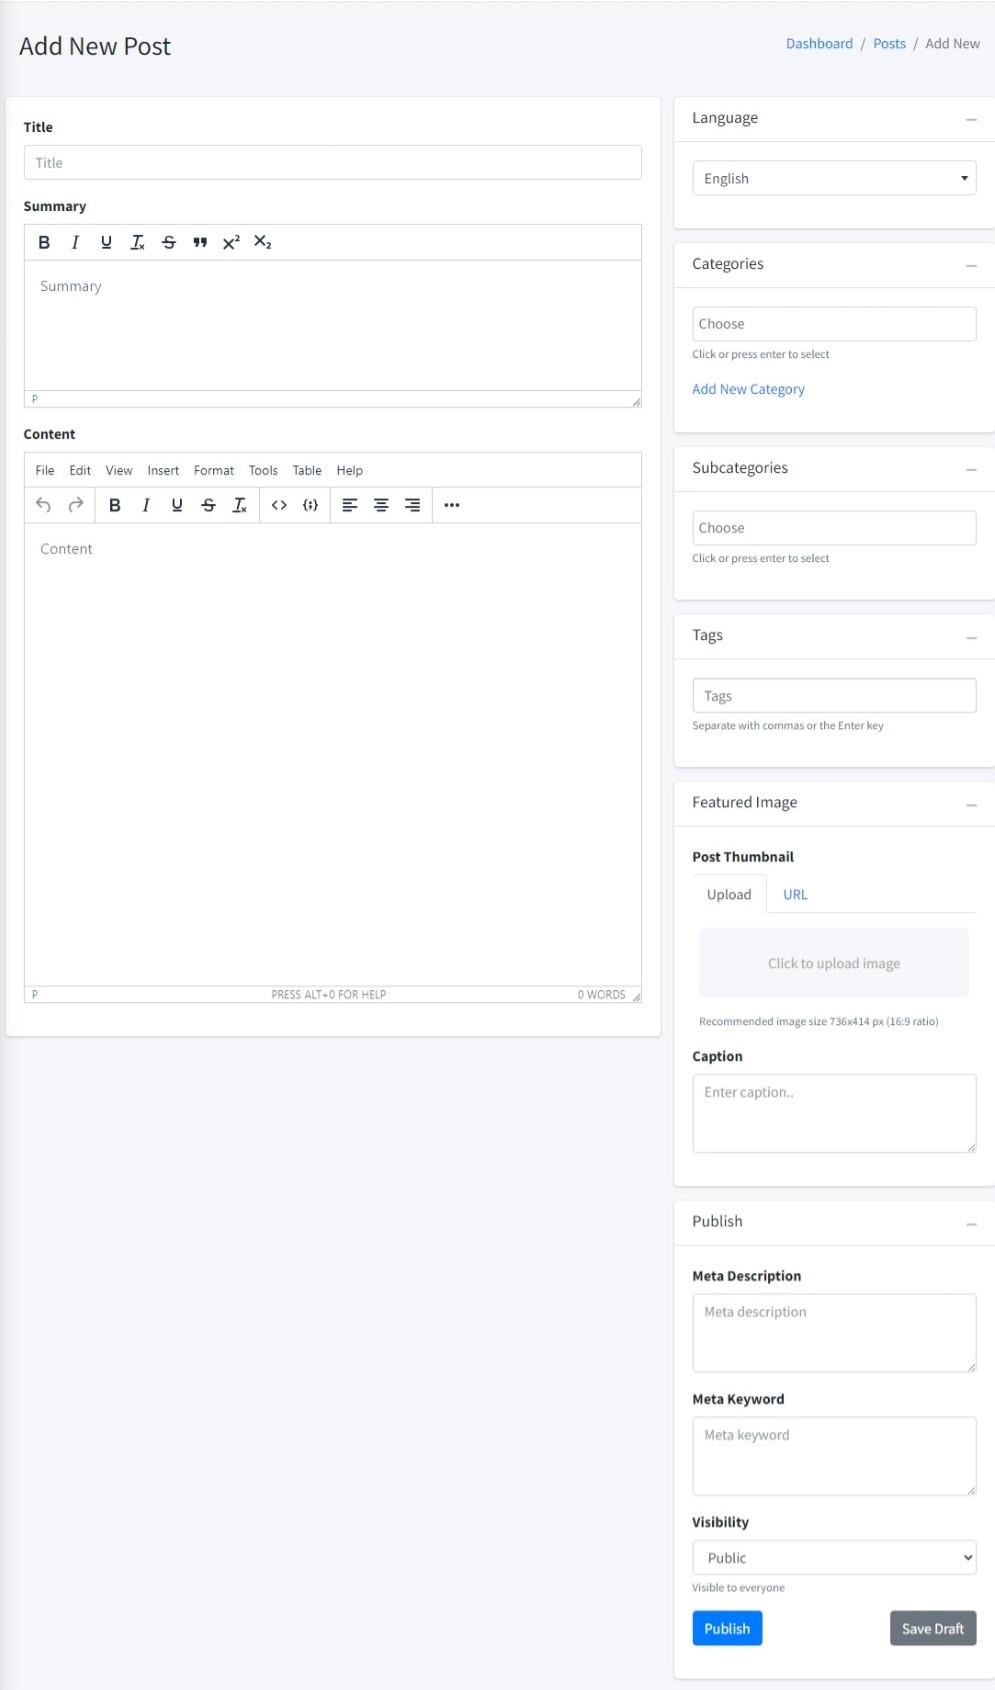 Add New Post
Dashboard / Posts / Add New
Title
Title
Summary
B I U Tx S ❞ X² X₂
Summary
P
Content
File Edit View Insert Format Tools Table Help
B I U S Tx <> {;} •••
Content
P PRESS ALT+0 FOR HELP 0 WORDS
Language
English
Categories
Choose
Click or press enter to select
Add New Category
Subcategories
Choose
Click or press enter to select
Tags
Tags
Separate with commas or the Enter key
Featured Image
Post Thumbnail
Upload URL
Click to upload image
Recommended image size 736x414 px (16:9 ratio)
Caption
Enter caption..
Publish
Meta Description
Meta description
Meta Keyword
Meta keyword
Visibility
Public
Visible to everyone
Publish Save Draft